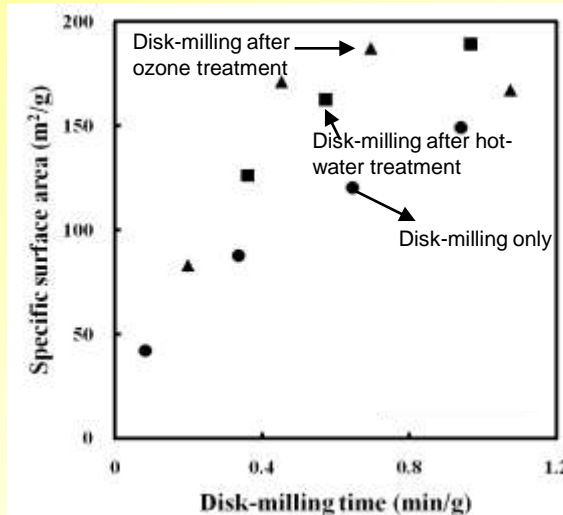 200
Disk-milling after
ozone treatment
150
Disk-milling after hot-
water treatment
100
Disk-milling only
50
0
0 0.4 0.8 1.2
Specific surface area (m²/g)
Disk-milling time (min/g)